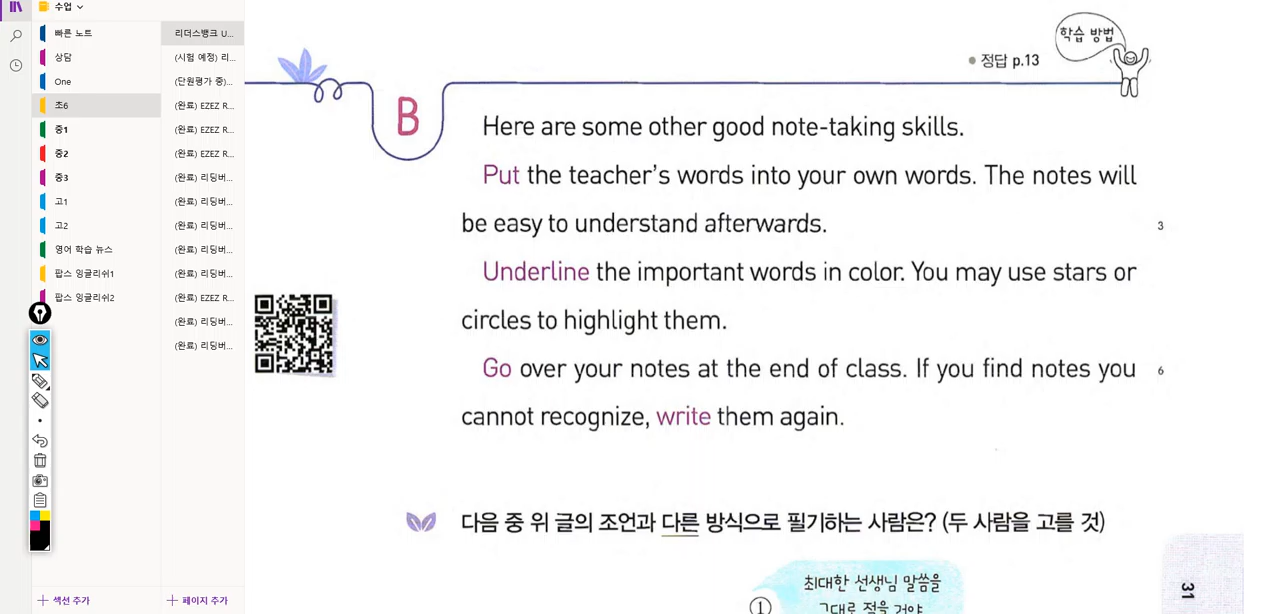 수업
빠른 노트
상담
One
초6
중1
중2
중3
고1
고2
영어 학습 뉴스
팝스 잉글리쉬1
팝스 잉글리쉬2
섹션 추가
리더스뱅크 U...
(시험 예정) 리...
(단원평가 중)...
(완료) EZEZ R...
(완료) EZEZ R...
(완료) EZEZ R...
(완료) 리딩버...
(완료) 리딩버...
(완료) 리딩버...
(완료) 리딩버...
(완료) 리딩버...
(완료) EZEZ R...
(완료) 리딩버...
(완료) 리딩버...
페이지 추가
학습 방법
정답 p.13
B
Here are some other good note-taking skills.
Put the teacher's words into your own words. The notes will
be easy to understand afterwards.
3
Underline the important words in color. You may use stars or
circles to highlight them.
Go over your notes at the end of class. If you find notes you
6
cannot recognize, write them again.
다음 중 위 글의 조언과 다른 방식으로 필기하는 사람은? (두 사람을 고를 것)
① 최대한 선생님 말씀을
그대로 적을 거야
31